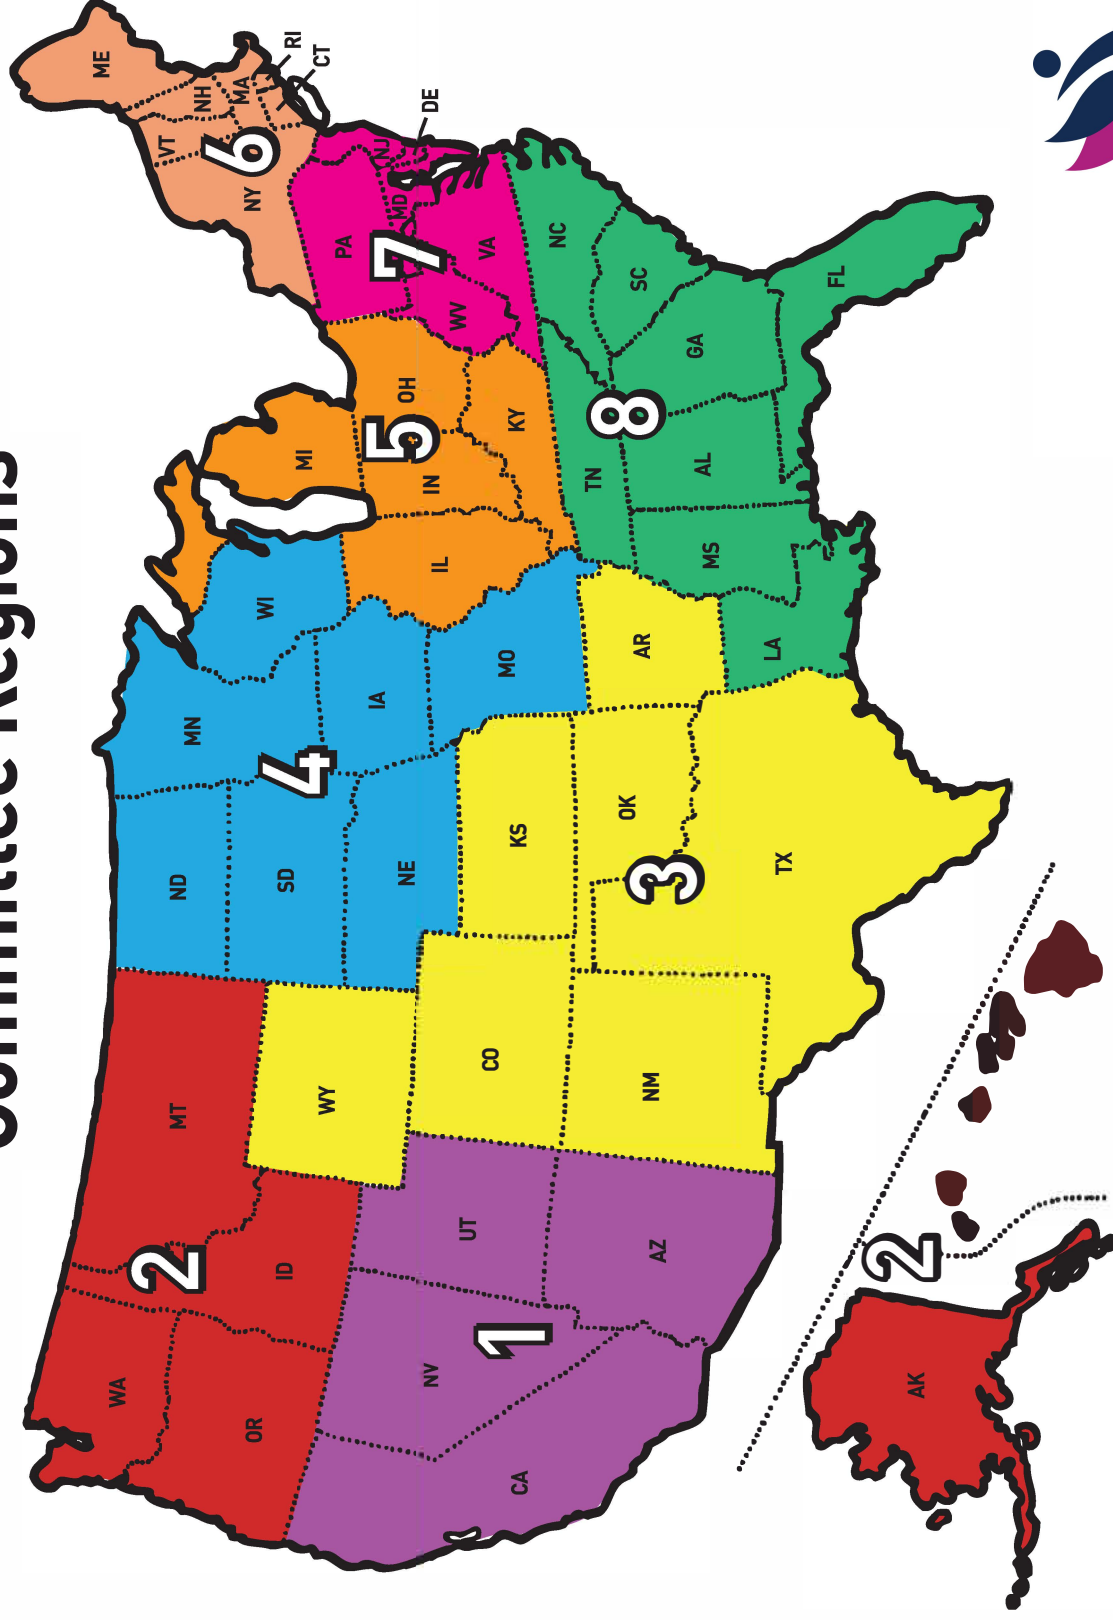 Committee Regions
WA
OR
MT
ID
2
WY
ND
SD
NE
MN
IA
WI
MO
4
MI
IL
IN
OH
KY
5
ME
VT
NH
MA
RI
CT
NY
6
PA
NJ
DE
MD
VA
WV
7
NC
SC
TN
GA
AL
MS
LA
FL
8
NV
UT
CA
AZ
1
CO
KS
NM
OK
AR
TX
3
AK
2